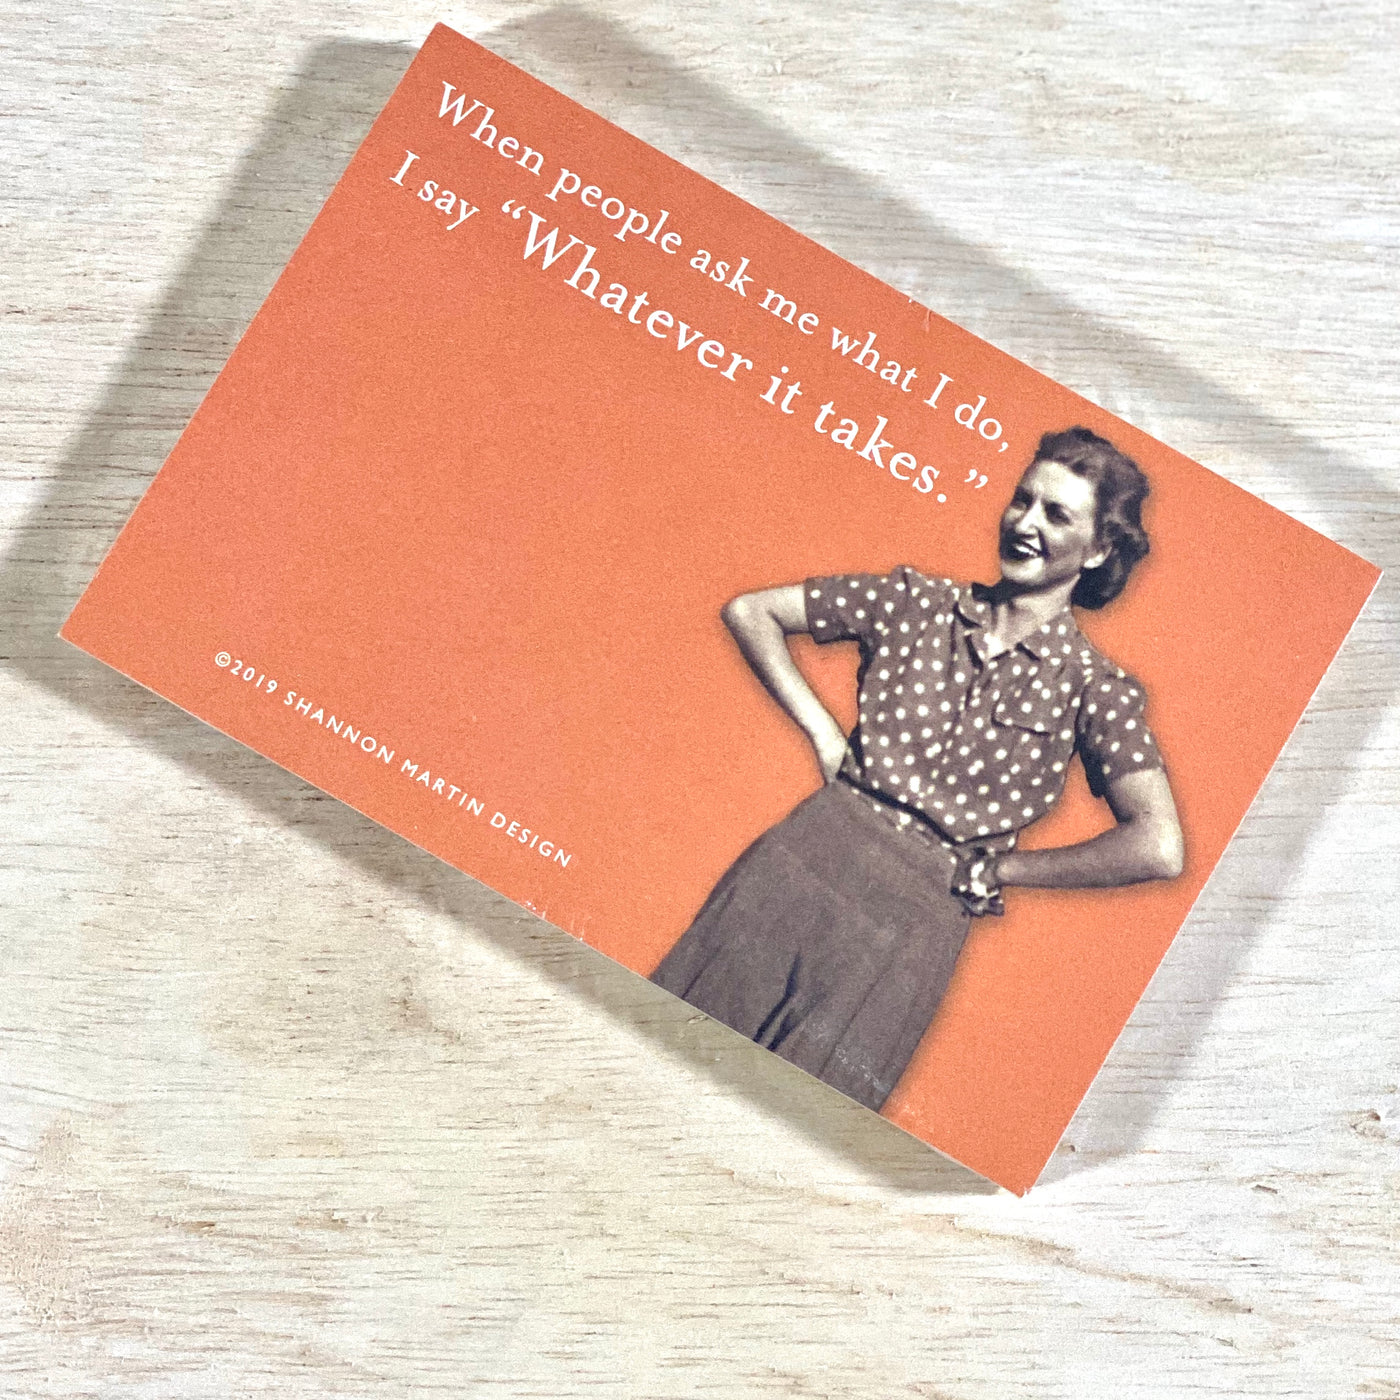 When people ask me what I do,
I say “Whatever it takes.”
©2019 SHANNON MARTIN DESIGN